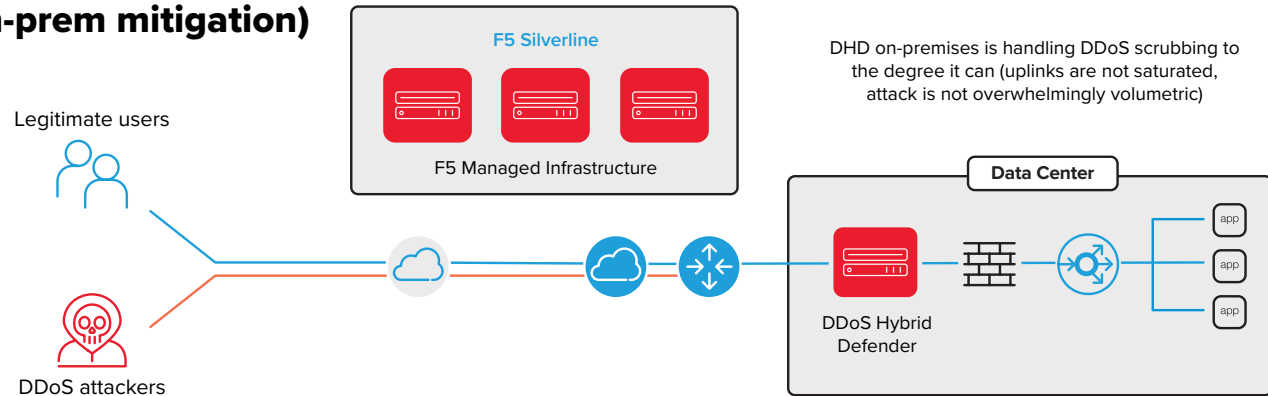 -prem mitigation)
F5 Silverline
F5 Managed Infrastructure
DHD on-premises is handling DDoS scrubbing to
the degree it can (uplinks are not saturated,
attack is not overwhelmingly volumetric)
Legitimate users
DDoS attackers
Data Center
DDoS Hybrid
Defender
app
app
app